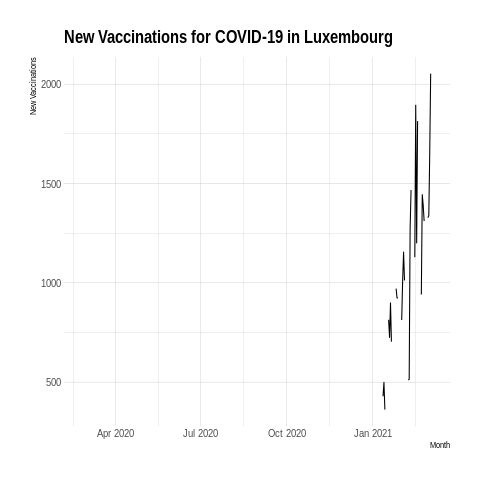 New Vaccinations for COVID-19 in Luxembourg
New Vaccinations
2000
1500
1000
500
Apr 2020
Jul 2020
Oct 2020
Jan 2021
Month